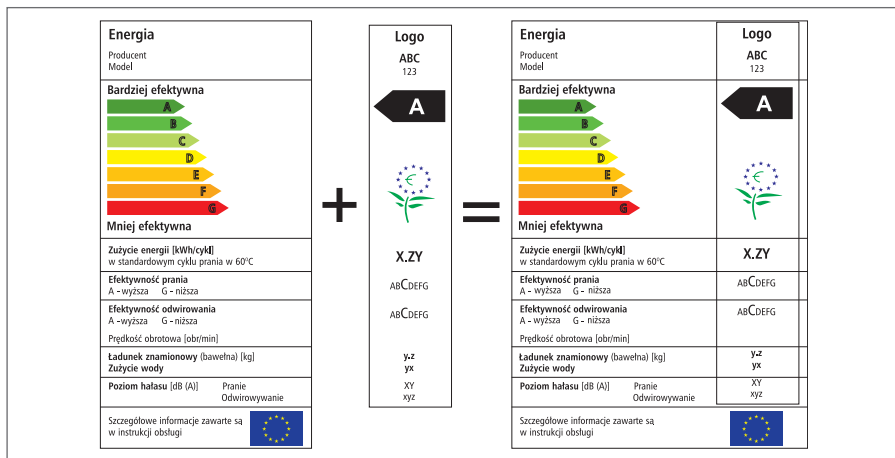 Energia
Producent
Model
Bardziej efektywna
A
B
C
D
E
F
G
Mniej efektywna
Zużycie energii [kWh/cykl]
w standardowym cyklu prania w 60°C
Efektywność prania
A - wyższa G - niższa
Efektywność odwirowania
A - wyższa G - niższa
Prędkość obrotowa [obr/min]
Ładunek znamionowy (bawełna) [kg]
Zużycie wody
Poziom hałasu [dB (A)] Pranie
Odwirowywanie
Szczegółowe informacje zawarte są
w instrukcji obsługi
+
Logo
ABC
123
A
X.ZY
ABCDEFG
ABCDEFG
y.z
yx
XY
xyz
=
Energia
Producent
Model
Logo
ABC
123
Bardziej efektywna
A
A
B
C
D
E
F
G
Mniej efektywna
Zużycie energii [kWh/cykl] X.ZY
w standardowym cyklu prania w 60°C
Efektywność prania ABCDEFG
A - wyższa G - niższa
Efektywność odwirowania ABCDEFG
A - wyższa G - niższa
Prędkość obrotowa [obr/min]
Ładunek znamionowy (bawełna) [kg] y.z
Zużycie wody yx
Poziom hałasu [dB (A)] Pranie XY
Odwirowywanie xyz
Szczegółowe informacje zawarte są
w instrukcji obsługi